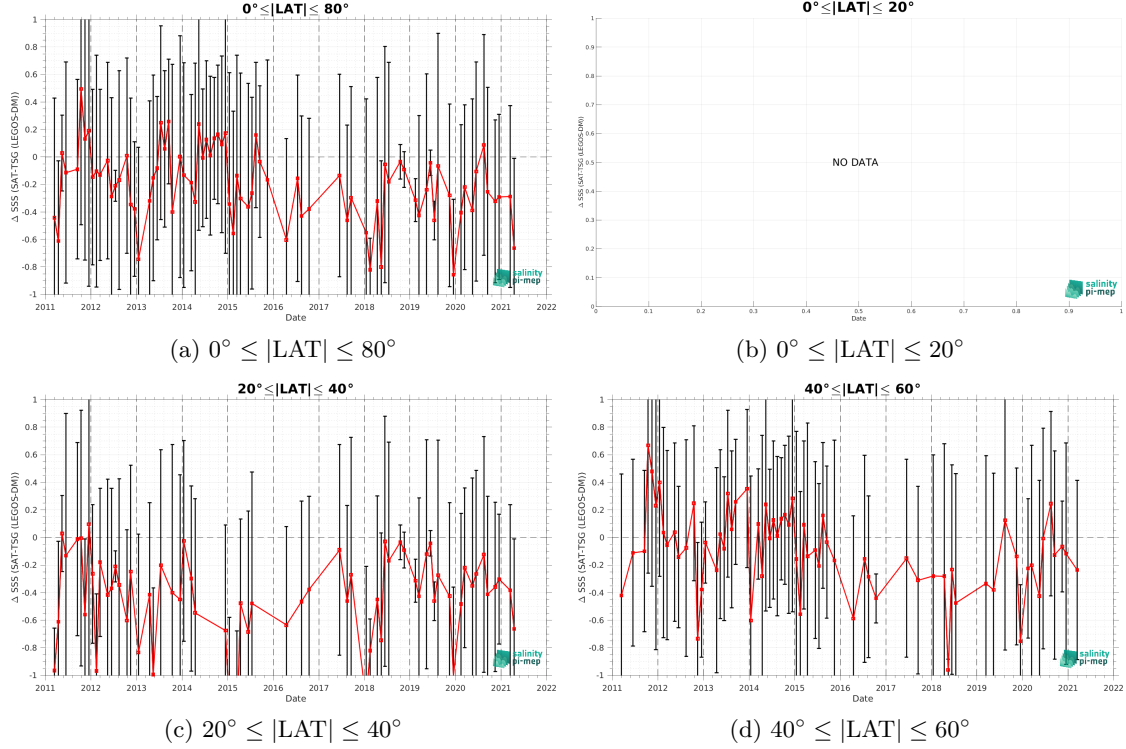 0°≤|LAT|≤ 80°
Δ SSS (SAT-TSG (LEGOS-DM))
1
0.8
0.6
0.4
0.2
0
-0.2
-0.4
-0.6
-0.8
-1
2011 2012 2013 2014 2015 2016 2017 2018 2019 2020 2021 2022
Date
salinity
pi-mep
(a) 0° ≤ |LAT| ≤ 80°
0°≤|LAT|≤ 20°
Δ SSS (SAT-TSG (LEGOS-DM))
1
0.9
0.8
0.7
0.6
0.5
0.4
0.3
0.2
0.1
0
NO DATA
0 0.1 0.2 0.3 0.4 0.5 0.6 0.7 0.8 0.9 1
Date
salinity
pi-mep
(b) 0° ≤ |LAT| ≤ 20°
20°≤|LAT|≤ 40°
Δ SSS (SAT-TSG (LEGOS-DM))
1
0.8
0.6
0.4
0.2
0
-0.2
-0.4
-0.6
-0.8
-1
2011 2012 2013 2014 2015 2016 2017 2018 2019 2020 2021 2022
Date
salinity
pi-mep
(c) 20° ≤ |LAT| ≤ 40°
40°≤|LAT|≤ 60°
Δ SSS (SAT-TSG (LEGOS-DM))
1
0.8
0.6
0.4
0.2
0
-0.2
-0.4
-0.6
-0.8
-1
2011 2012 2013 2014 2015 2016 2017 2018 2019 2020 2021 2022
Date
salinity
pi-mep
(d) 40° ≤ |LAT| ≤ 60°